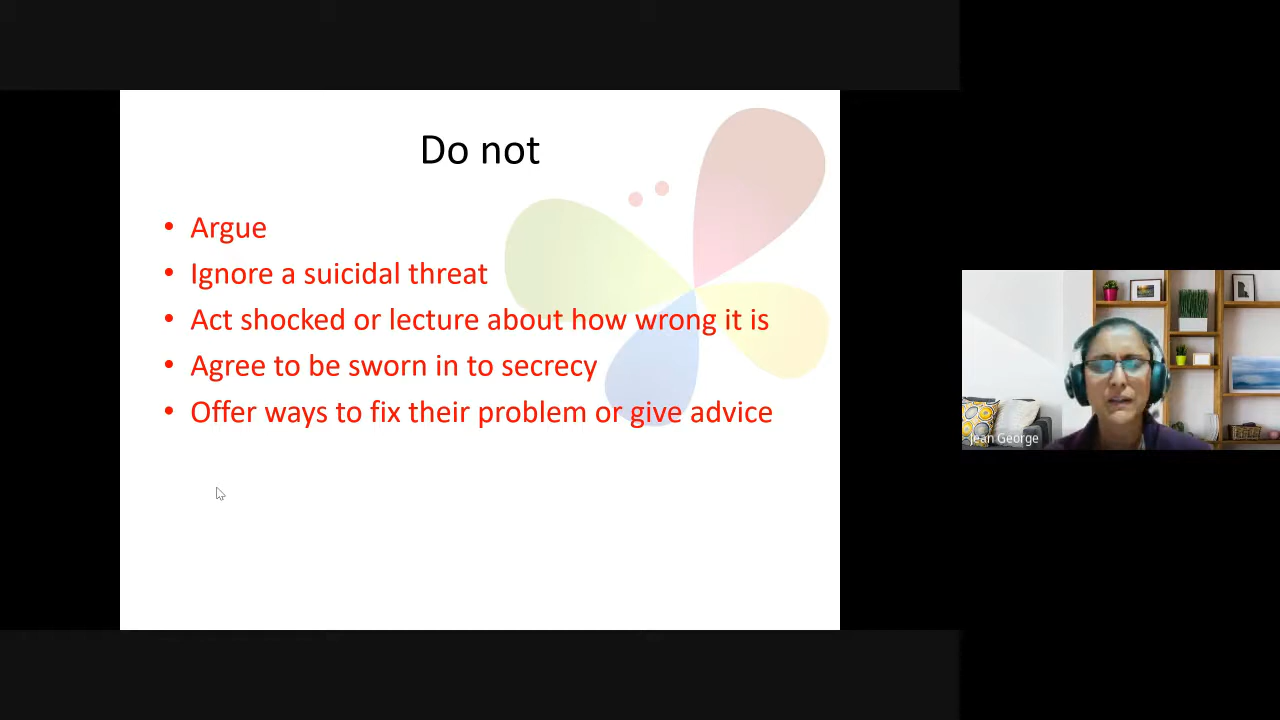 Do not
• Argue
• Ignore a suicidal threat
• Act shocked or lecture about how wrong it is
• Agree to be sworn in to secrecy
• Offer ways to fix their problem or give advice
Jean George